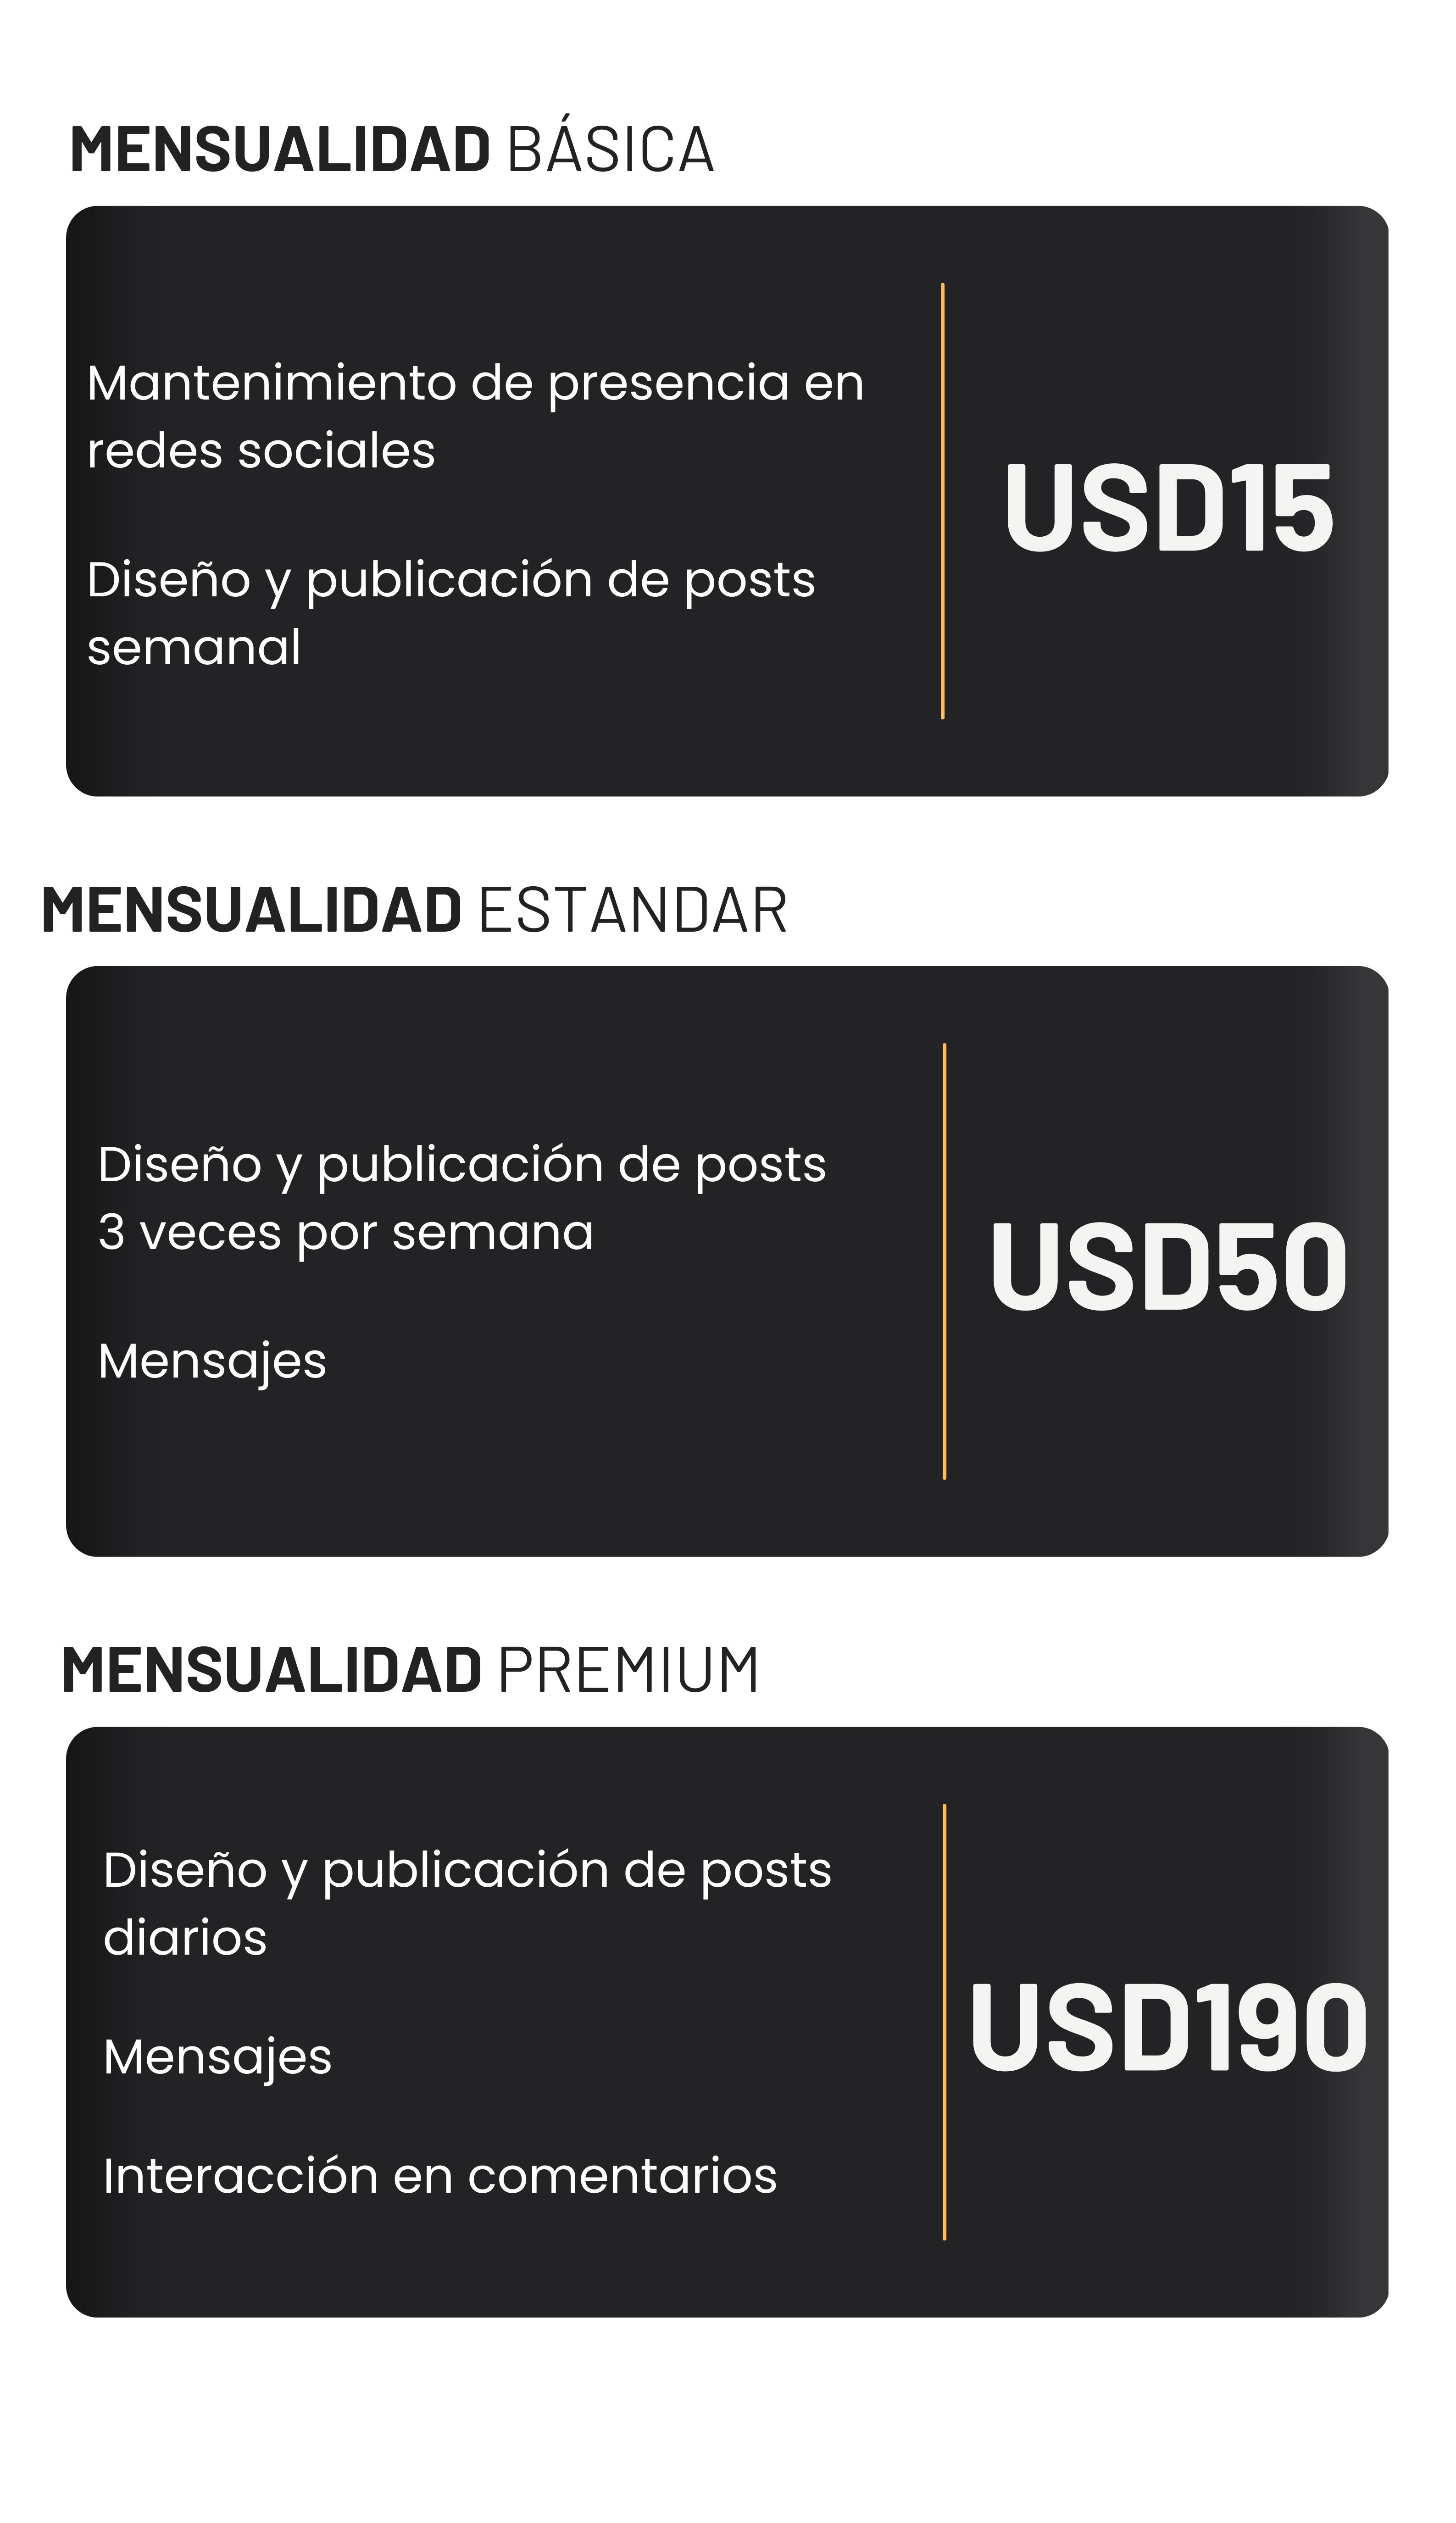 MENSUALIDAD BÁSICA
Mantenimiento de presencia en
redes sociales
Diseño y publicación de posts
semanal
USD15
MENSUALIDAD ESTANDAR
Diseño y publicación de posts
3 veces por semana
Mensajes
USD50
MENSUALIDAD PREMIUM
Diseño y publicación de posts
diarios
Mensajes
Interacción en comentarios
USD190